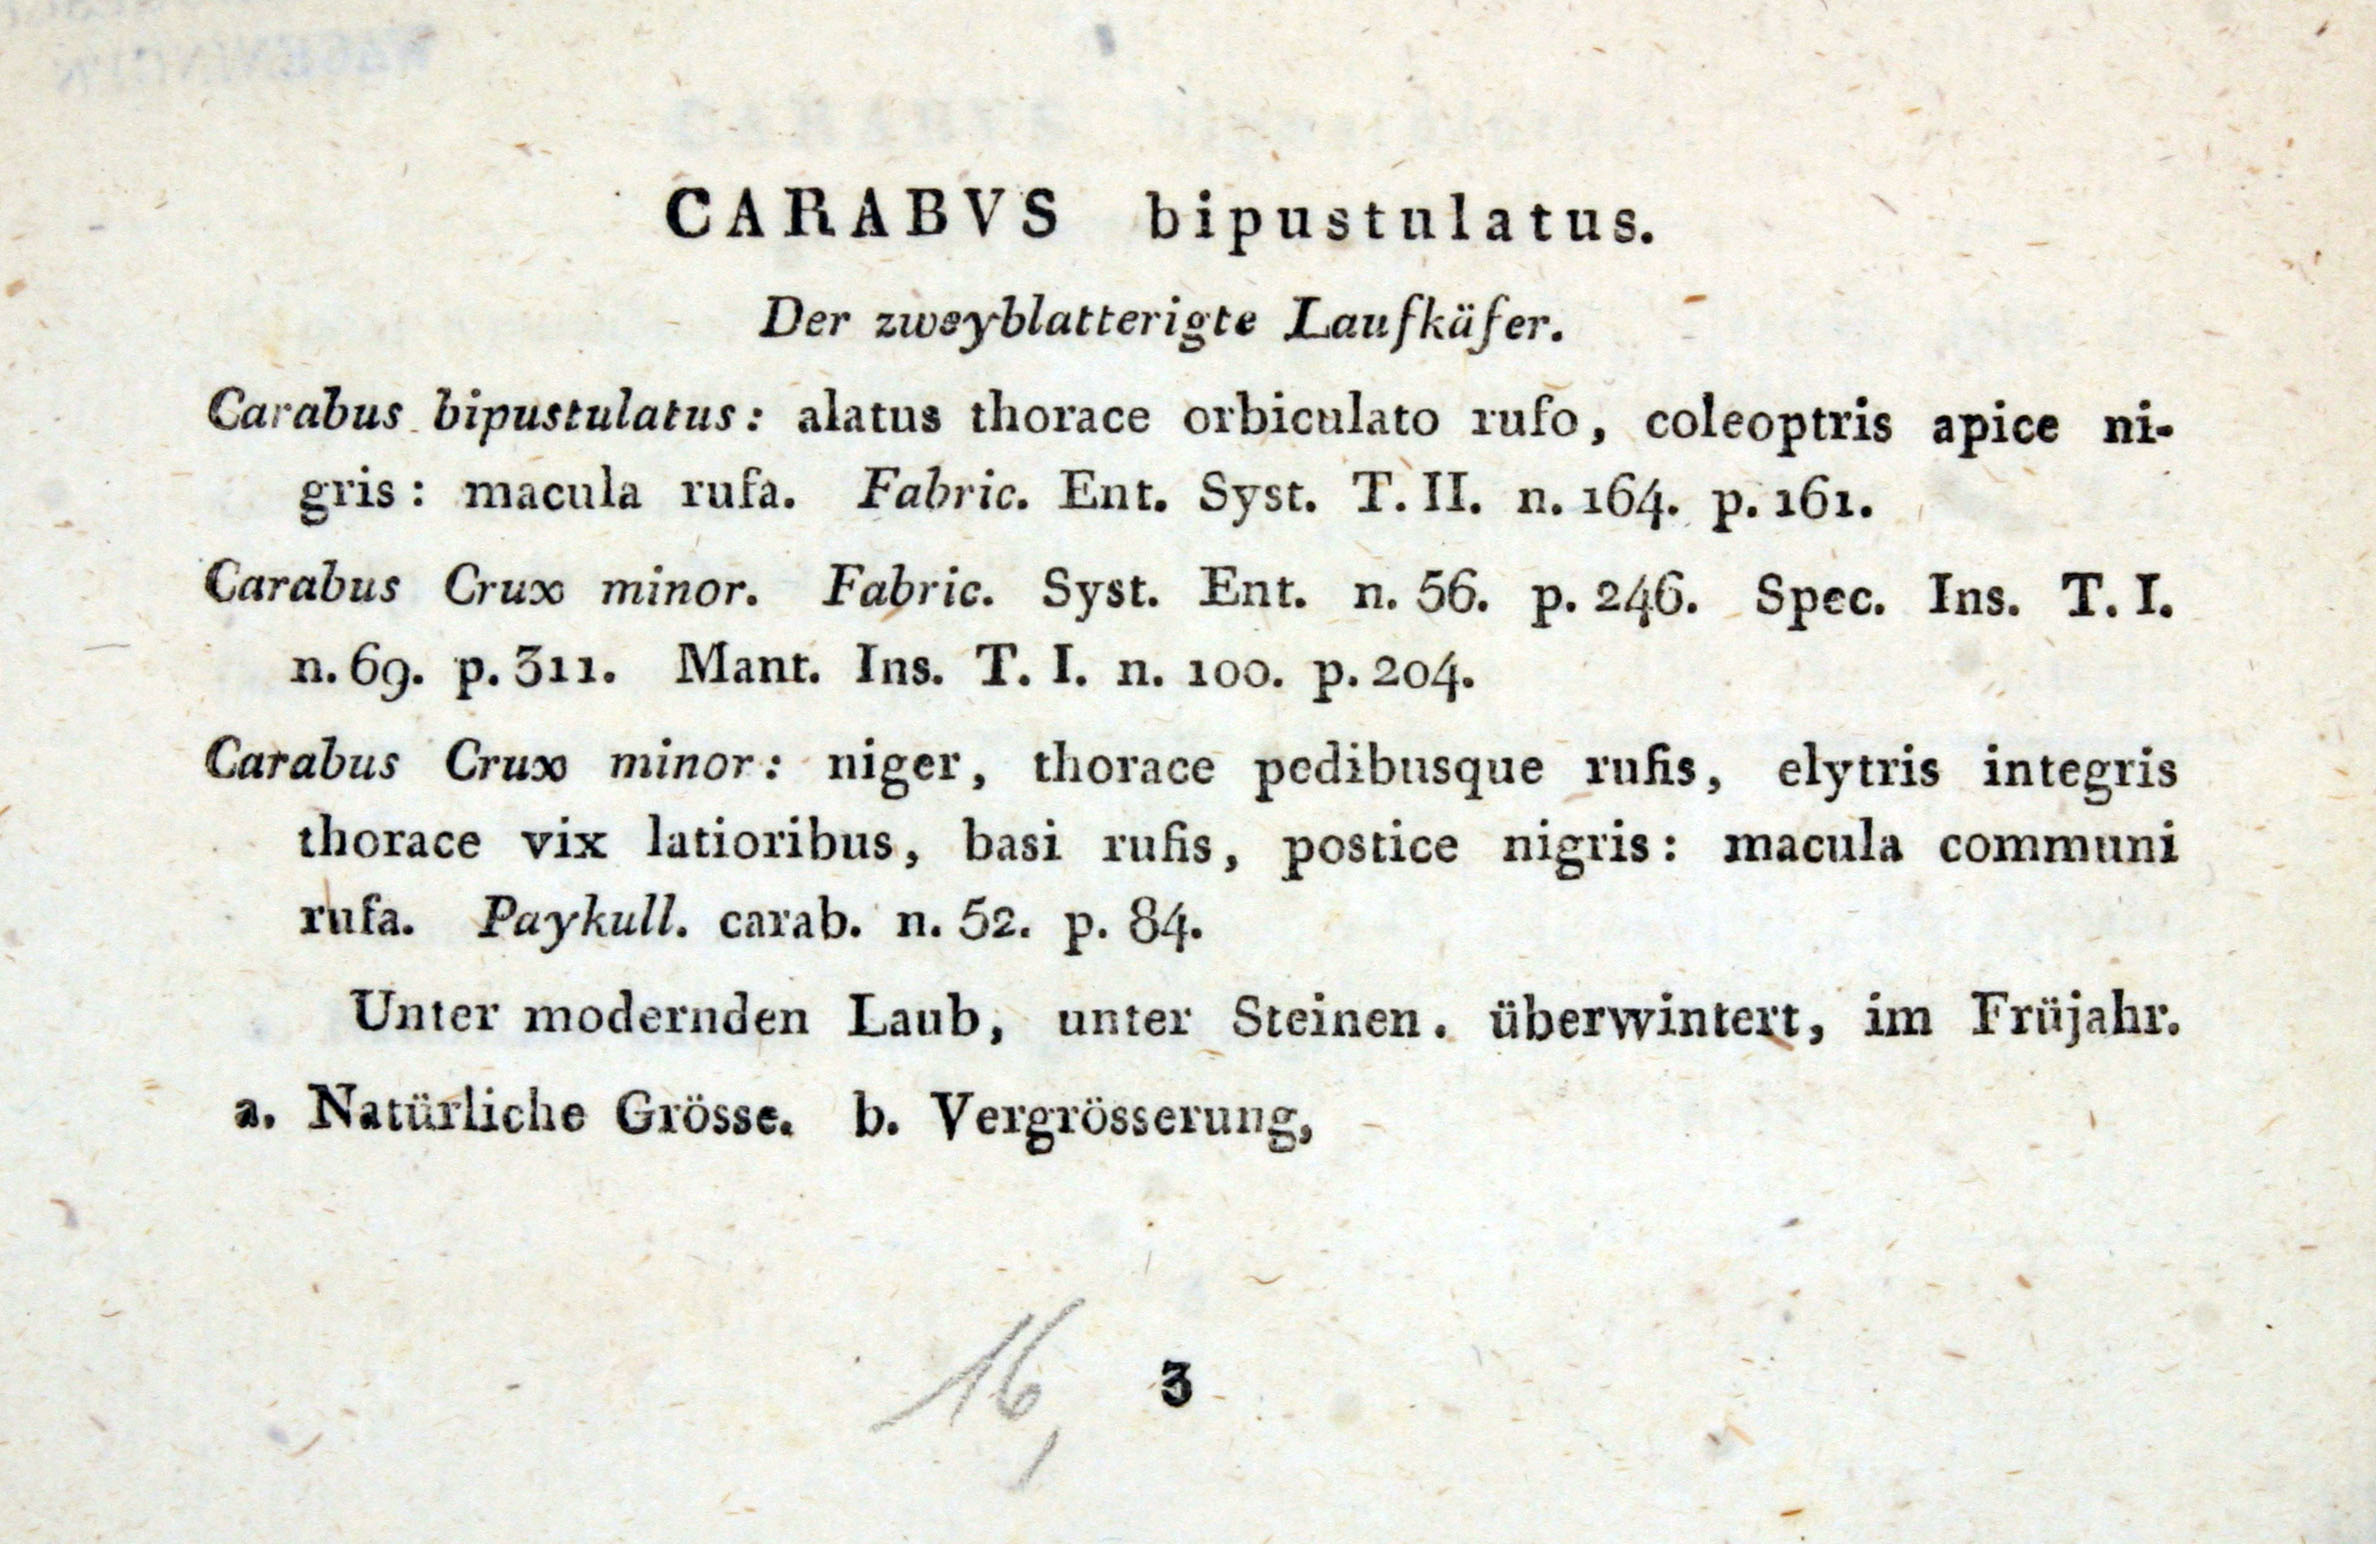 CARABVS bipustulatus.
Der zweyblatterigte Laufkäfer.
Carabus bipustulatus: alatus thorace orbiculato rufo, coleoptris apice ni-
gris: macula rufa. Fabric. Ent. Syst. T. II. n. 164. p. 161.
Carabus Crux minor. Fabric. Syst. Ent. n. 56. p. 246. Spec. Ins. T. I.
n. 69. p. 311. Mant. Ins. T. I. n. 100. p. 204.
Carabus Crux minor: niger, thorace pedibusque rufis, elytris integris
thorace vix latioribus, basi rufis, postice nigris: macula communi
rufa. Paykull. carab. n. 52. p. 84.
Unter modernden Laub, unter Steinen. überwintert, im Früjahr.
a. Natürliche Grösse. b. Vergrösserung,
16, 3